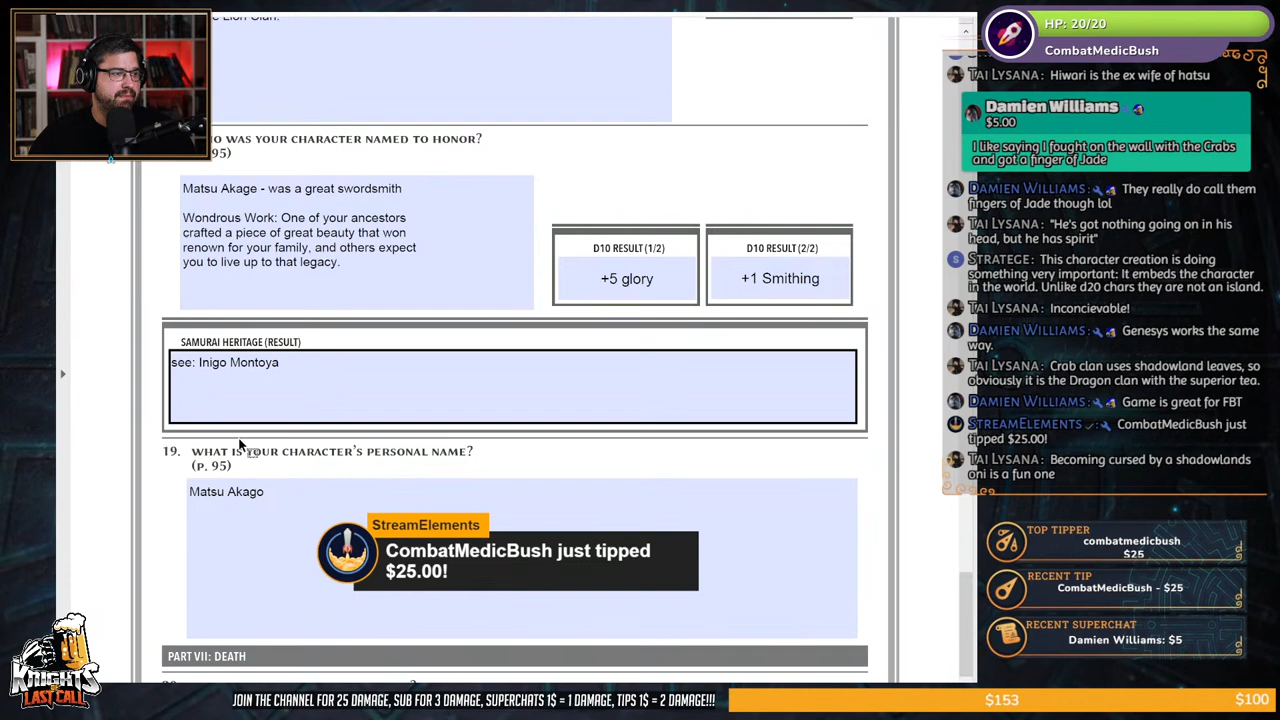 HO WAS YOUR CHARACTER NAMED TO HONOR?
95)
Matsu Akage - was a great swordsmith
Wondrous Work: One of your ancestors
crafted a piece of great beauty that won
renown for your family, and others expect
you to live up to that legacy.
D10 RESULT (1/2)
+5 glory
D10 RESULT (2/2)
+1 Smithing
SAMURAI HERITAGE (RESULT)
see: Inigo Montoya
19. WHAT IS YOUR CHARACTER'S PERSONAL NAME?
(P. 95)
Matsu Akago
StreamElements
CombatMedicBush just tipped
$25.00!
PART VII: DEATH
HP: 20/20
CombatMedicBush
TAI LYSANA: Hiwari is the ex wife of hatsu
Damien Williams
$5.00
I like saying I fought on the wall with the Crabs
and got a finger of Jade
DAMIEN WILLIAMS: They really do call them
fingers of Jade though lol
TAI LYSANA: "He's got nothing going on in his
head, but he has spirit"
S STRATEGE: This character creation is doing
something very important: It embeds the character
in the world. Unlike d20 chars they are not an island.
TAI LYSANA: Inconcievable!
DAMIEN WILLIAMS: Genesys works the same
way.
TAI LYSANA: Crab clan uses shadowland leaves, so
obviously it is the Dragon clan with the superior tea.
DAMIEN WILLIAMS: Game is great for FBT
STREAMELEMENTS: CombatMedicBush just
tipped $25.00!
TAI LYSANA: Becoming cursed by a shadowlands
oni is a fun one
TOP TIPPER
combatmedicbush
$25
RECENT TIP
CombatMedicBush - $25
RECENT SUPERCHAT
Damien Williams: $5
KNIGHTS
LAST CALL
JOIN THE CHANNEL FOR 25 DAMAGE, SUB FOR 3 DAMAGE, SUPERCHATS 1$ = 1 DAMAGE, TIPS 1$ = 2 DAMAGE!!!
$153
$100